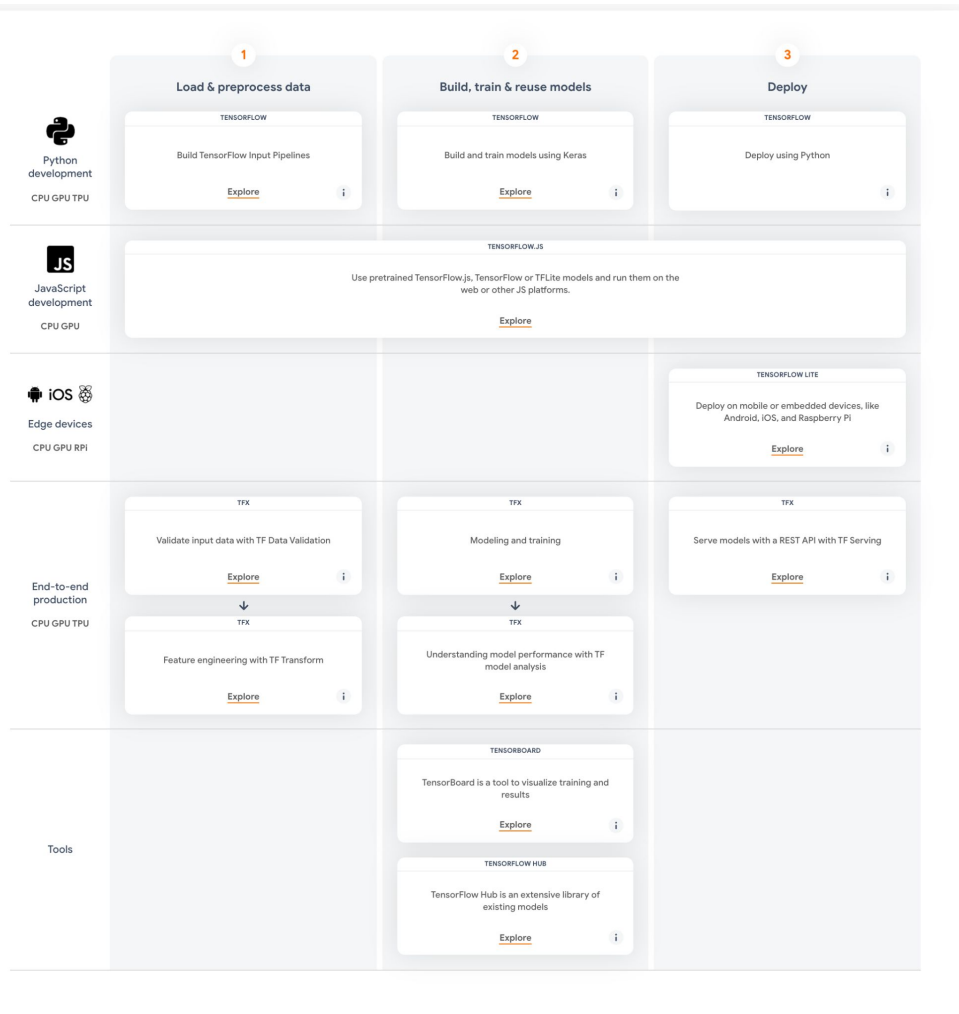 1
2
3
Load & preprocess data
Build, train & reuse models
Deploy
Python
development
CPU GPU TPU
TENSORFLOW
Build TensorFlow Input Pipelines
Explore
i
TENSORFLOW
Build and train models using Keras
Explore
i
TENSORFLOW
Deploy using Python
i
JS
JavaScript
development
CPU GPU
TENSORFLOW.JS
Use pretrained TensorFlow.js, TensorFlow or TFLite models and run them on the
web or other JS platforms.
Explore
iOS
Edge devices
CPU GPU RPi
TENSORFLOW LITE
Deploy on mobile or embedded devices, like
Android, iOS, and Raspberry Pi
Explore
i
End-to-end
production
CPU GPU TPU
TFX
Validate input data with TF Data Validation
Explore
i
TFX
Modeling and training
Explore
i
TFX
Serve models with a REST API with TF Serving
Explore
i
TFX
Feature engineering with TF Transform
Explore
i
TFX
Understanding model performance with TF
model analysis
Explore
i
Tools
TENSORBOARD
TensorBoard is a tool to visualize training and
results
Explore
i
TENSORFLOW HUB
TensorFlow Hub is an extensive library of
existing models
Explore
i